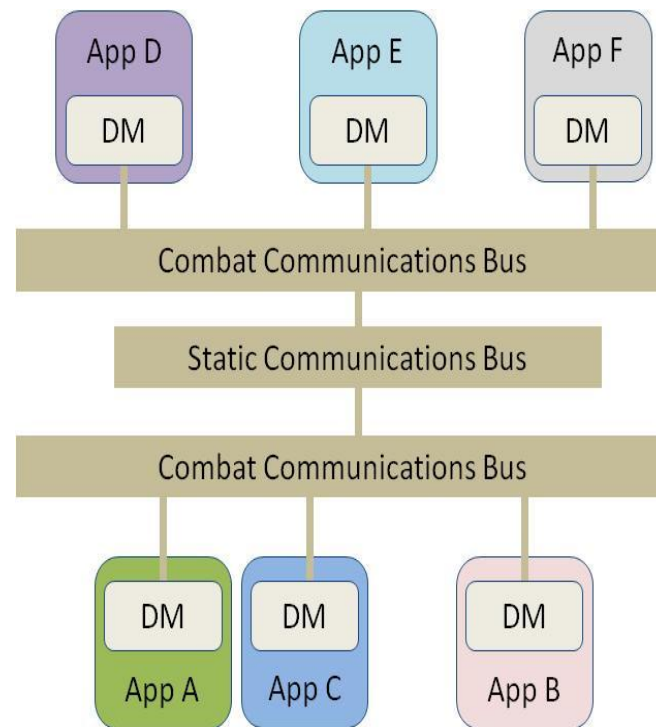 App D
App E
App F
DM
DM
DM
Combat Communications Bus
Static Communications Bus
Combat Communications Bus
DM
DM
DM
App A
App C
App B